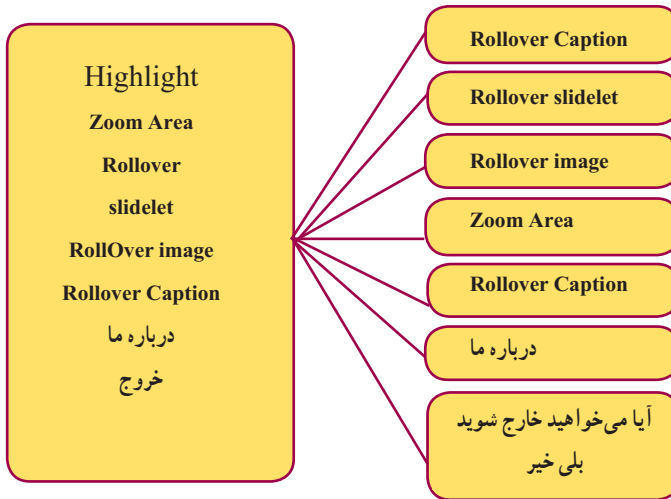 Highlight
Zoom Area
Rollover
slidelet
RollOver image
Rollover Caption
درباره ما
خروج
Rollover Caption
Rollover slidelet
Rollover image
Zoom Area
Rollover Caption
درباره ما
آیا می‌خواهید خارج شوید
بلی خیر